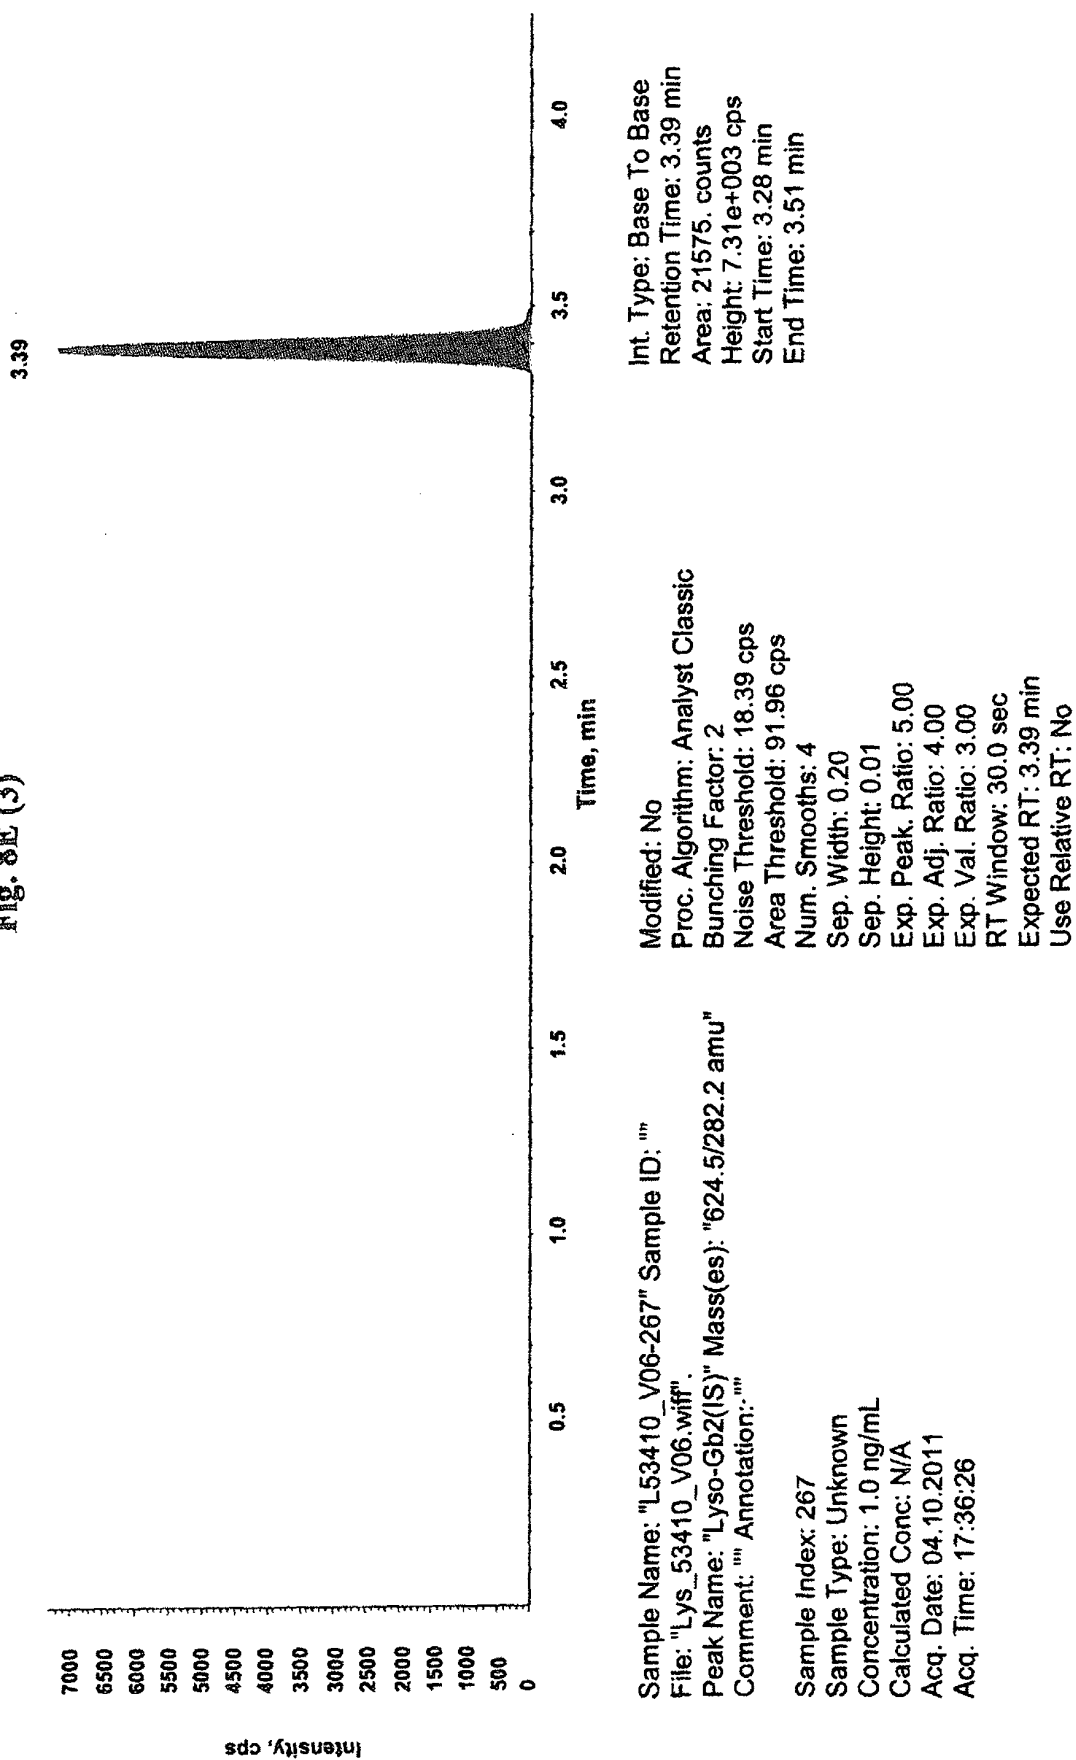 Fig. 8E (3)
3.39
Intensity, cps
7000
6500
6000
5500
5000
4500
4000
3500
3000
2500
2000
1500
1000
500
0
0.5
1.0
1.5
2.0
2.5
3.0
3.5
4.0
Time, min
Sample Name: "L53410_V06-267" Sample ID: ""
File: "Lys_53410_V06.wiff".
Peak Name: "Lyso-Gb2(IS)" Mass(es): "624.5/282.2 amu"
Comment: "" Annotation: ""
Sample Index: 267
Sample Type: Unknown
Concentration: 1.0 ng/mL
Calculated Conc: N/A
Acq. Date: 04.10.2011
Acq. Time: 17:36:26
Modified: No
Proc. Algorithm: Analyst Classic
Bunching Factor: 2
Noise Threshold: 18.39 cps
Area Threshold: 91.96 cps
Num. Smooths: 4
Sep. Width: 0.20
Sep. Height: 0.01
Exp. Peak. Ratio: 5.00
Exp. Adj. Ratio: 4.00
Exp. Val. Ratio: 3.00
RT Window: 30.0 sec
Expected RT: 3.39 min
Use Relative RT: No
Int. Type: Base To Base
Retention Time: 3.39 min
Area: 21575. counts
Height: 7.31e+003 cps
Start Time: 3.28 min
End Time: 3.51 min